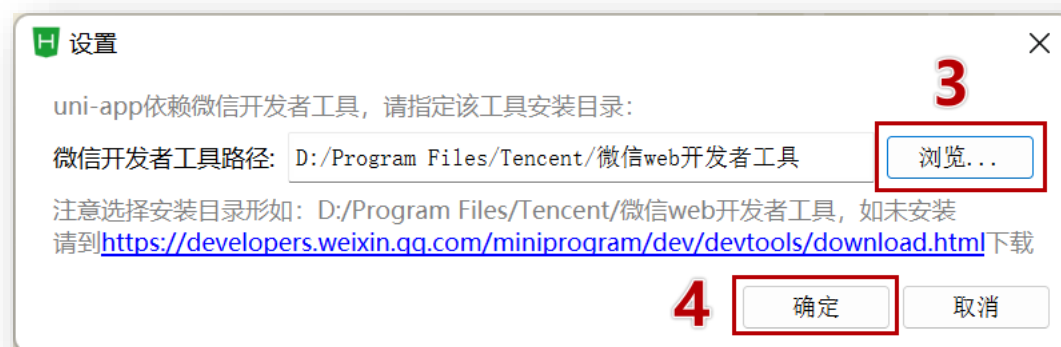 设置
3
uni-app依赖微信开发者工具，请指定该工具安装目录：
微信开发者工具路径: D:/Program Files/Tencent/微信web开发者工具 浏览...
注意选择安装目录形如：D:/Program Files/Tencent/微信web开发者工具，如未安装
请到https://developers.weixin.qq.com/miniprogram/dev/devtools/download.html下载
4 确定 取消